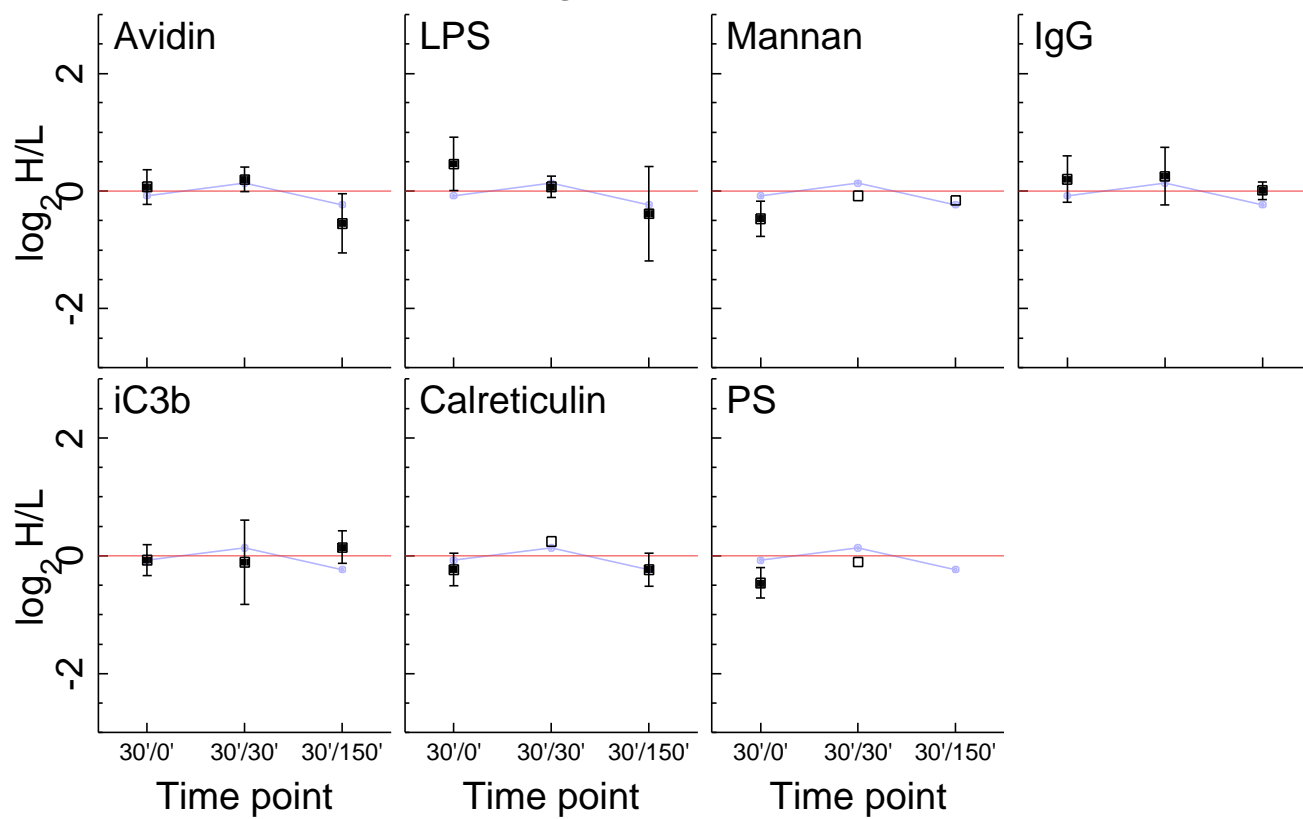 Avidin LPS Mannan IgG
2
0
-2
log2 H/L
iC3b Calreticulin PS
2
0
-2
log2 H/L
30'/0' 30'/30' 30'/150' 30'/0' 30'/30' 30'/150' 30'/0' 30'/30' 30'/150'
Time point Time point Time point